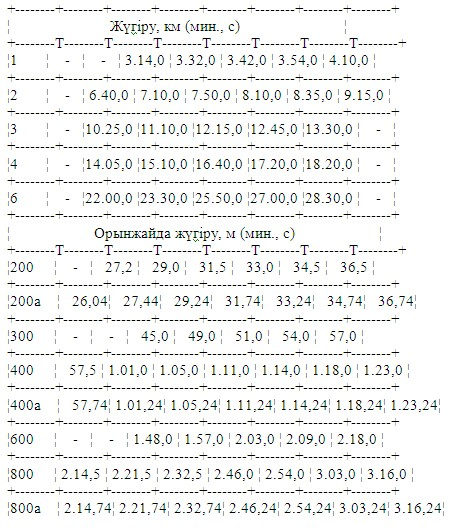 +--------+--------+--------+--------+--------+--------+--------+
¦ Жүгіру, км (мин., с) ¦
+--------T--------T--------T--------T--------T--------T--------+
¦1 ¦ - ¦ - ¦ 3.14,0 ¦ 3.32,0 ¦ 3.42,0 ¦ 3.54,0 ¦ 4.10,0 ¦
+--------+--------+--------+--------+--------+--------+--------+
¦2 ¦ - ¦ 6.40,0 ¦ 7.10,0 ¦ 7.50,0 ¦ 8.10,0 ¦ 8.35,0 ¦ 9.15,0 ¦
+--------+--------+--------+--------+--------+--------+--------+
¦3 ¦ - ¦10.25,0 ¦11.10,0 ¦12.15,0 ¦12.45,0 ¦13.30,0 ¦ - ¦
+--------+--------+--------+--------+--------+--------+--------+
¦4 ¦ - ¦14.05,0 ¦15.10,0 ¦16.40,0 ¦17.20,0 ¦18.20,0 ¦ - ¦
+--------+--------+--------+--------+--------+--------+--------+
¦6 ¦ - ¦22.00,0 ¦23.30,0 ¦25.50,0 ¦27.00,0 ¦28.30,0 ¦ - ¦
+--------+--------+--------+--------+--------+--------+--------+
¦ Орынжайда жүгіру, м (мин., с) ¦
+--------T--------T--------T--------T--------T--------T--------+
¦200 ¦ - ¦ 27,2 ¦ 29,0 ¦ 31,5 ¦ 33,0 ¦ 34,5 ¦ 36,5 ¦
+--------+--------+--------+--------+--------+--------+--------+
¦200а ¦ 26,04¦ 27,44¦ 29,24¦ 31,74¦ 33,24¦ 34,74¦ 36,74¦
+--------+--------+--------+--------+--------+--------+--------+
¦300 ¦ - ¦ - ¦ 45,0 ¦ 49,0 ¦ 51,0 ¦ 54,0 ¦ 57,0 ¦
+--------+--------+--------+--------+--------+--------+--------+
¦400 ¦ 57,5 ¦ 1.01,0 ¦ 1.05,0 ¦ 1.11,0 ¦ 1.14,0 ¦ 1.18,0 ¦ 1.23,0 ¦
+--------+--------+--------+--------+--------+--------+--------+
¦400а ¦ 57,74¦ 1.01,24¦ 1.05,24¦ 1.11,24¦ 1.14,24¦ 1.18,24¦ 1.23,24¦
+--------+--------+--------+--------+--------+--------+--------+
¦600 ¦ - ¦ - ¦ 1.48,0 ¦ 1.57,0 ¦ 2.03,0 ¦ 2.09,0 ¦ 2.18,0 ¦
+--------+--------+--------+--------+--------+--------+--------+
¦800 ¦ 2.14,5 ¦ 2.21,5 ¦ 2.32,5 ¦ 2.46,0 ¦ 2.54,0 ¦ 3.03,0 ¦ 3.16,0 ¦
+--------+--------+--------+--------+--------+--------+--------+
¦800а ¦ 2.14,74¦ 2.21,74¦ 2.32,74¦ 2.46,24¦ 2.54,24¦ 3.03,24¦ 3.16,24¦